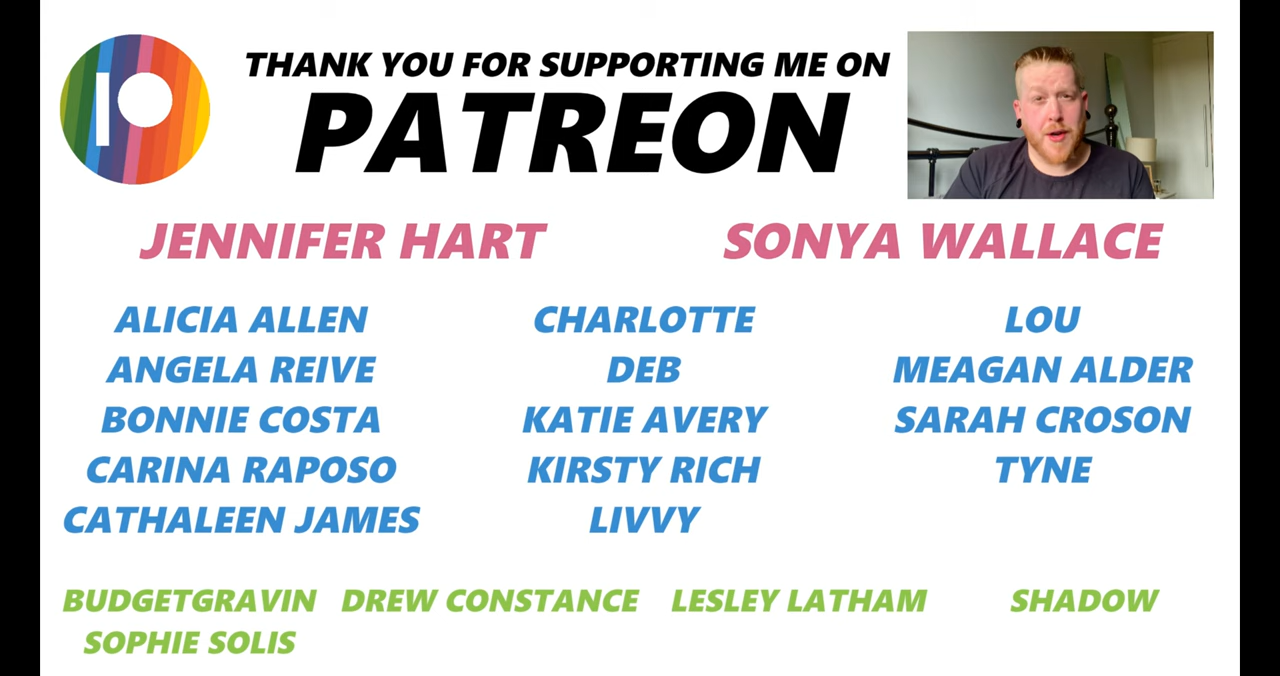 THANK YOU FOR SUPPORTING ME ON
PATREON
JENNIFER HART SONYA WALLACE
ALICIA ALLEN CHARLOTTE LOU
ANGELA REIVE DEB MEAGAN ALDER
BONNIE COSTA KATIE AVERY SARAH CROSON
CARINA RAPOSO KIRSTY RICH TYNE
CATHALEEN JAMES LIVVY
BUDGETGRAVIN DREW CONSTANCE LESLEY LATHAM SHADOW
SOPHIE SOLIS